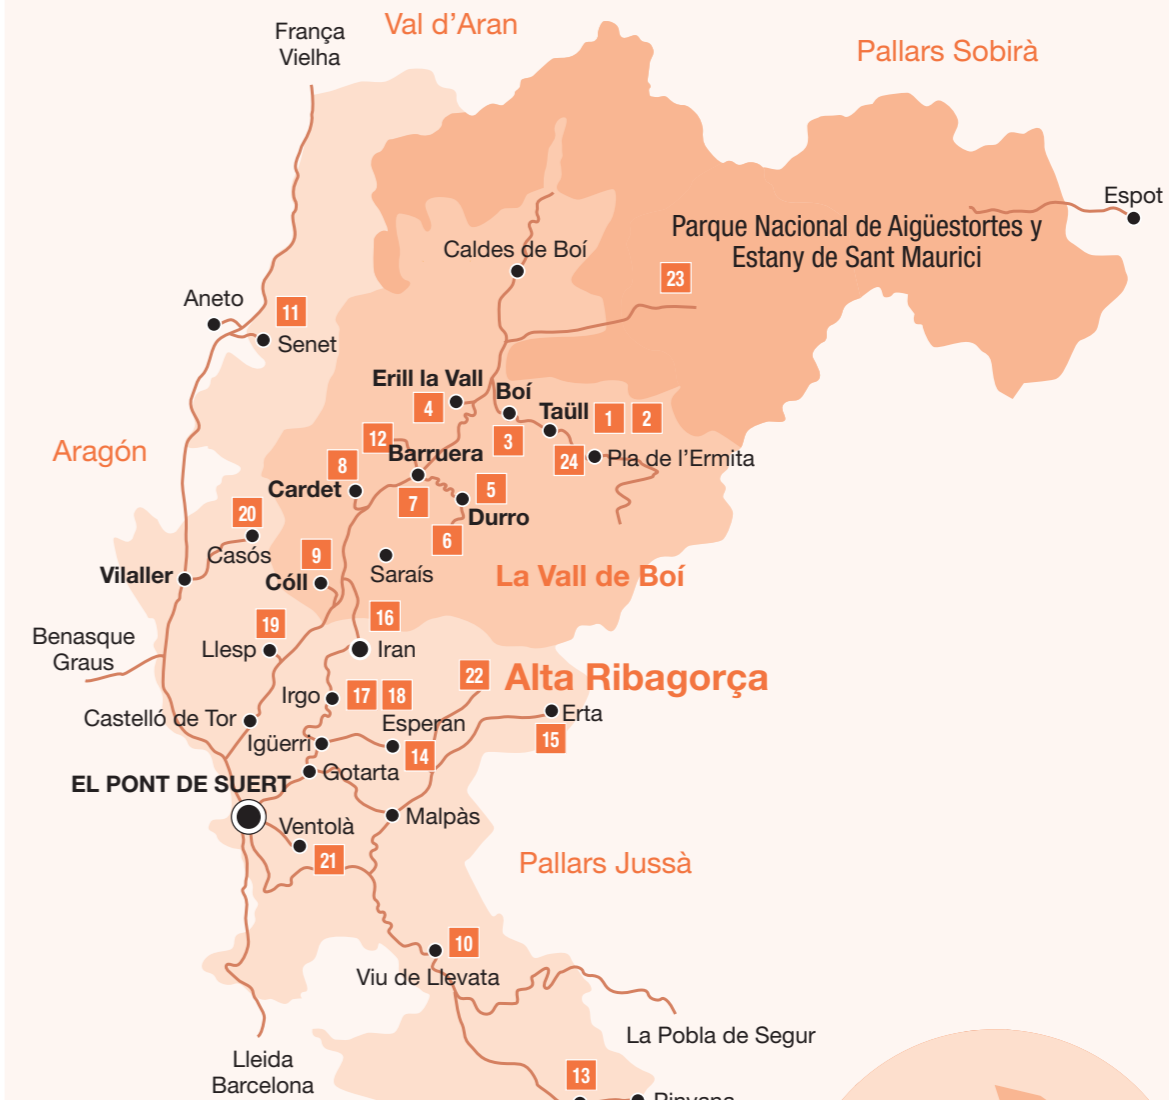 França
Vielha
Val d’Aran
Pallars Sobirà
Espot
Parque Nacional de Aigüestortes y
Estany de Sant Maurici
Caldes de Boí
23
Aneto
11
Senet
Erill la Vall
4
Boí
3
Taüll
1
2
24
Pla de l’Ermita
Aragón
12
Barruera
8
Cardet
7
5
Durro
6
20
Casós
9
Cóll
Saraís
Vilaller
La Vall de Boí
16
Iran
19
Llesp
Benasque
Graus
22
Alta Ribagorça
Irgo
17
18
Erta
15
Castelló de Tor
Esperan
14
Igüerri
Gotarta
EL PONT DE SUERT
Malpàs
Ventolà
21
Pallars Jussà
10
Viu de Llevata
La Pobla de Segur
Lleida
Barcelona
13